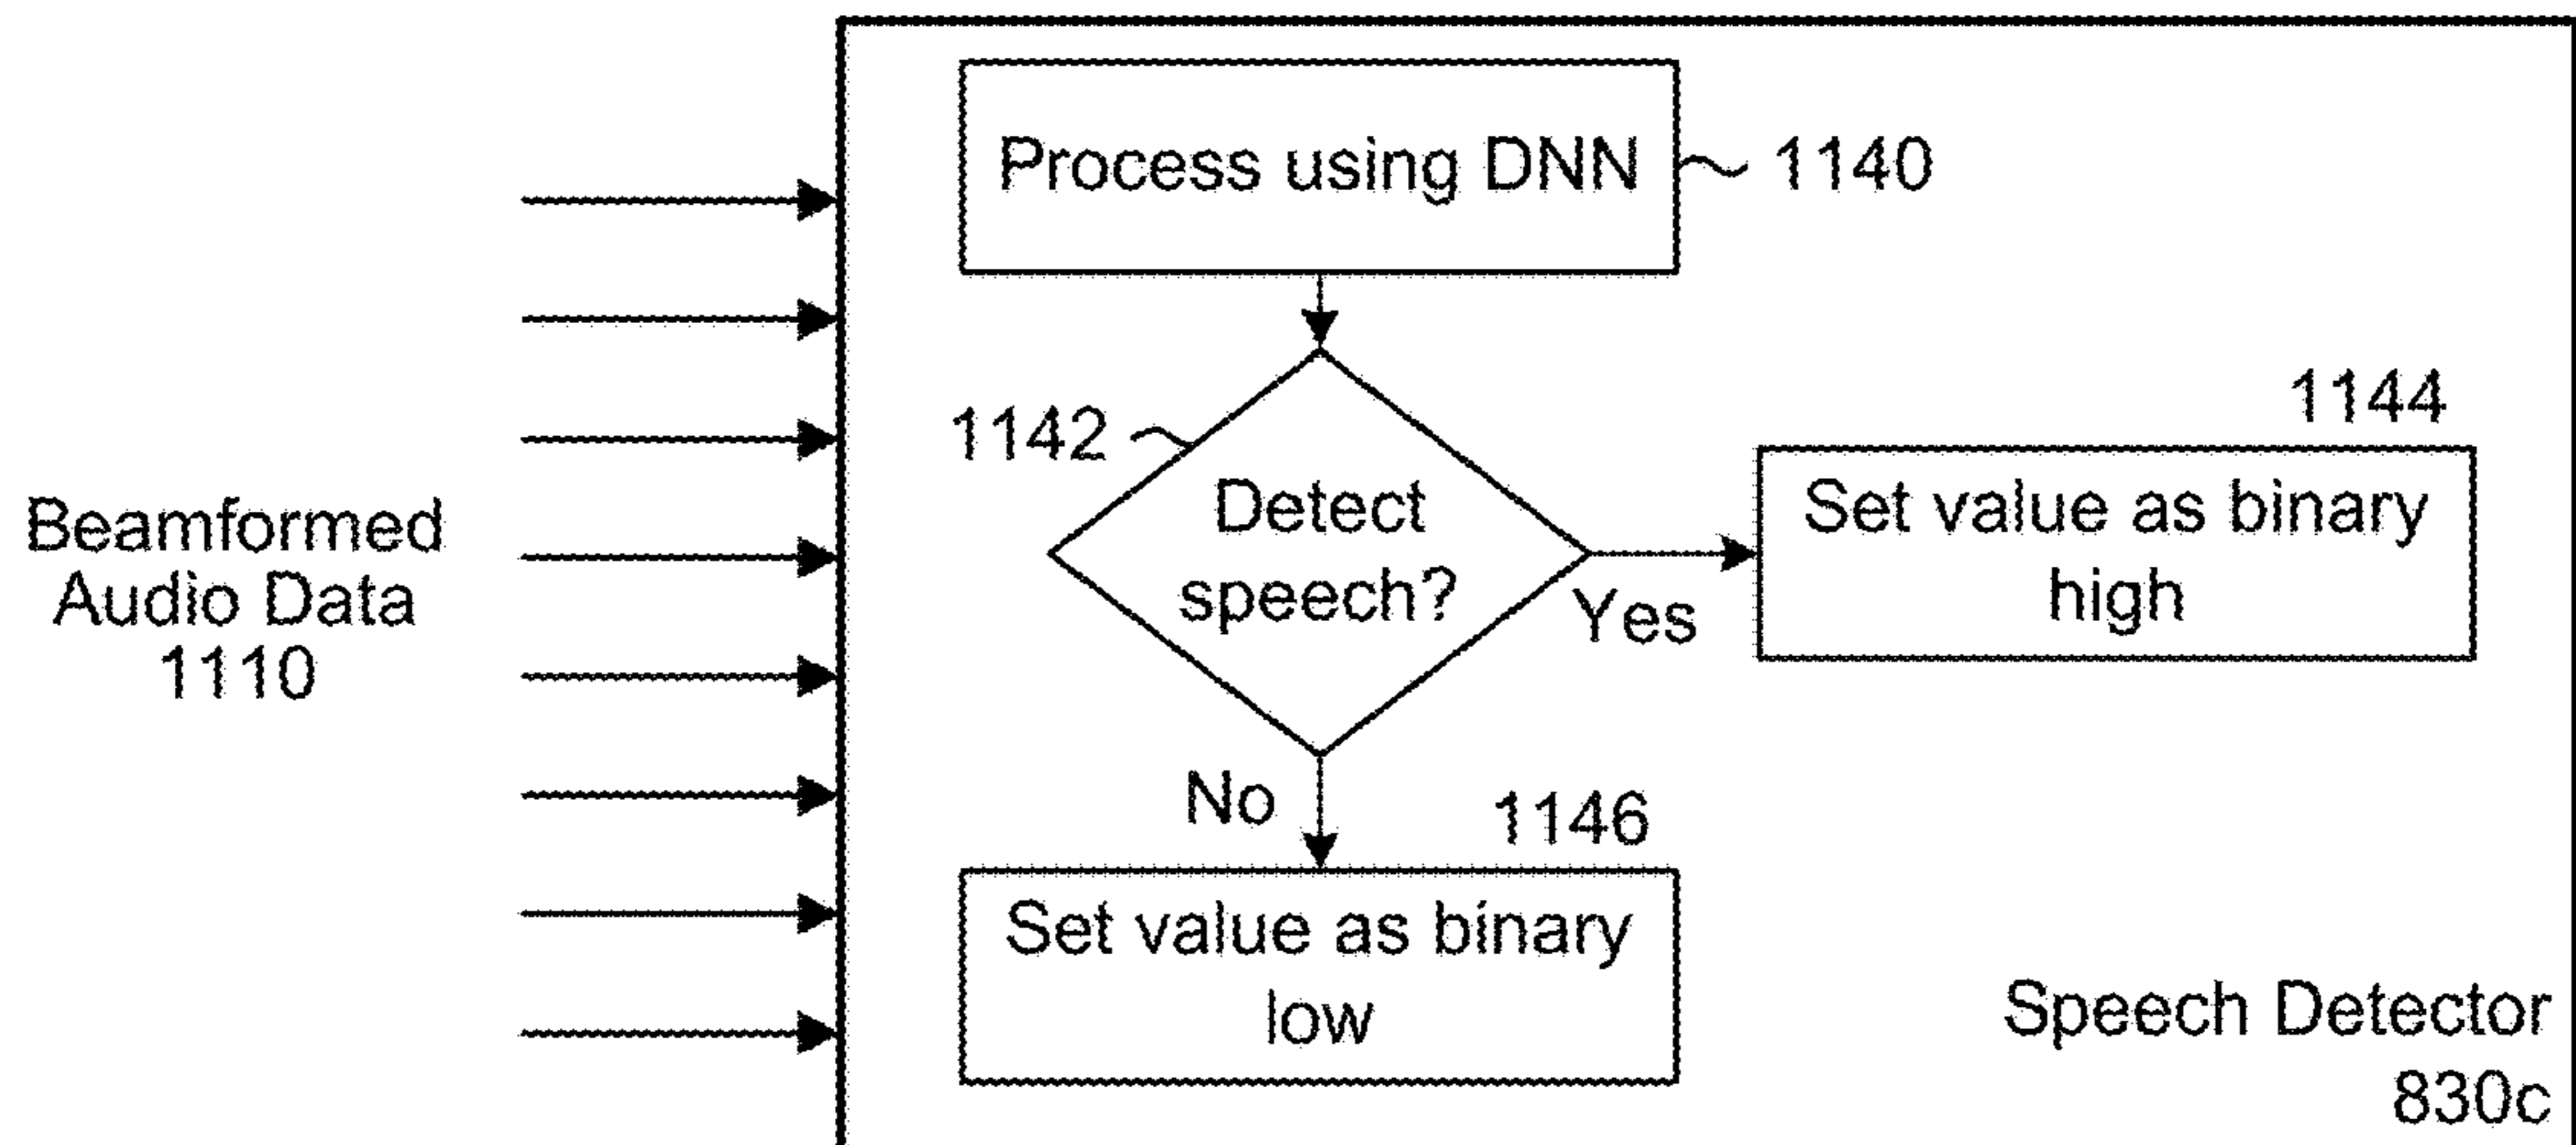 Process using DNN
1140
1142
Detect
speech?
1144
Set value as binary
high
Yes
Beamformed
Audio Data
1110
No
1146
Set value as binary
low
Speech Detector
830c